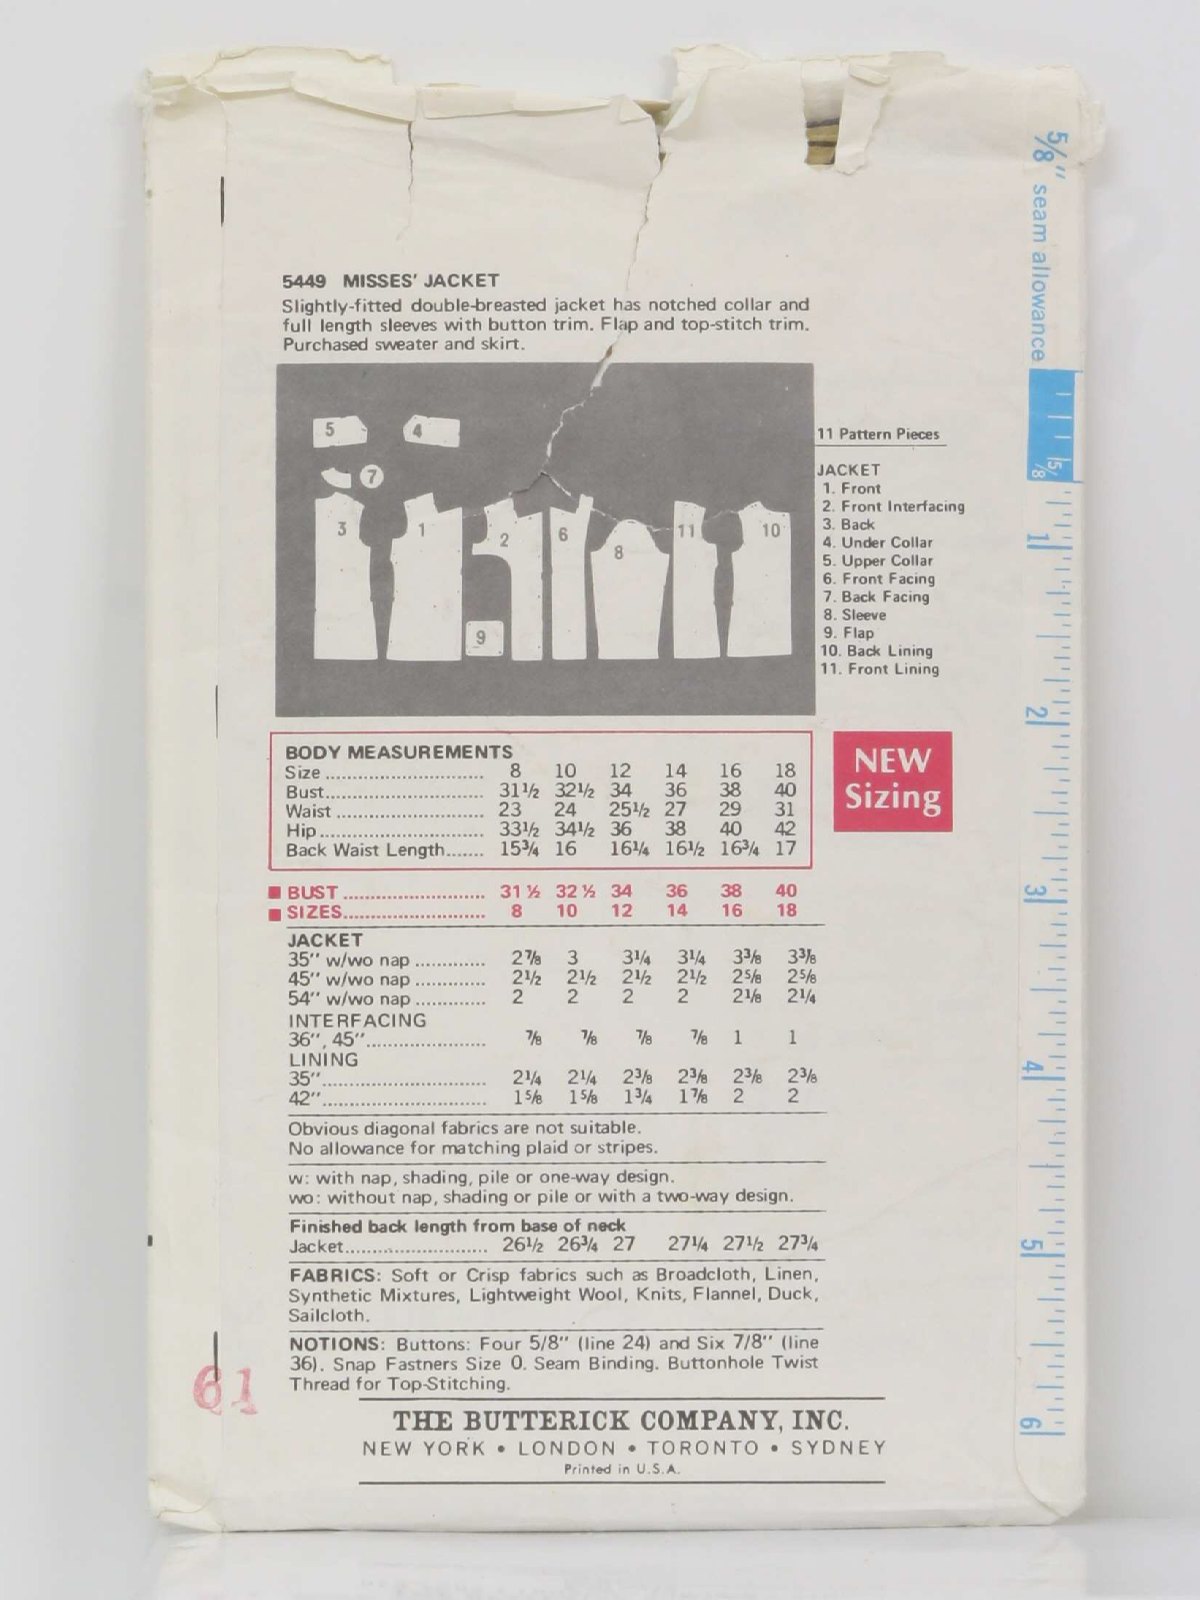 5/8" seam allowance
5449 MISSES' JACKET
Slightly-fitted double-breasted jacket has notched collar and
full length sleeves with button trim. Flap and top-stitch trim.
Purchased sweater and skirt.
5 4
7
3 1 2 6 8 11 10
9
11 Pattern Pieces
JACKET
1. Front
2. Front Interfacing
3. Back
4. Under Collar
5. Upper Collar
6. Front Facing
7. Back Facing
8. Sleeve
9. Flap
10. Back Lining
11. Front Lining
BODY MEASUREMENTS
Size ............................ 8 10 12 14 16 18
Bust............................ 31½ 32½ 34 36 38 40
Waist .......................... 23 24 25½ 27 29 31
Hip ............................. 33½ 34½ 36 38 40 42
Back Waist Length....... 15¾ 16 16¼ 16½ 16¾ 17
NEW
Sizing
BUST ......................... 31 ½ 32 ½ 34 36 38 40
SIZES......................... 8 10 12 14 16 18
JACKET
35" w/wo nap ............. 2⅞ 3 3¼ 3¼ 3⅜ 3⅜
45" w/wo nap ............. 2½ 2½ 2½ 2½ 2⅝ 2⅝
54" w/wo nap ............. 2 2 2 2 2⅛ 2¼
INTERFACING
36", 45"...................... ⅞ ⅞ ⅞ ⅞ 1 1
LINING
35"............................. 2¼ 2¼ 2⅜ 2⅜ 2⅜ 2⅜
42"............................. 1⅝ 1⅝ 1¾ 1⅞ 2 2
Obvious diagonal fabrics are not suitable.
No allowance for matching plaid or stripes.
w: with nap, shading, pile or one-way design.
wo: without nap, shading or pile or with a two-way design.
Finished back length from base of neck
Jacket......................... 26½ 26¾ 27 27¼ 27½ 27¾
FABRICS: Soft or Crisp fabrics such as Broadcloth, Linen,
Synthetic Mixtures, Lightweight Wool, Knits, Flannel, Duck,
Sailcloth.
NOTIONS: Buttons: Four 5/8" (line 24) and Six 7/8" (line
36). Snap Fastners Size 0. Seam Binding. Buttonhole Twist
Thread for Top-Stitching.
THE BUTTERICK COMPANY, INC.
NEW YORK • LONDON • TORONTO • SYDNEY
Printed in U.S.A.
61
5/8
1
2
3
4
5
6